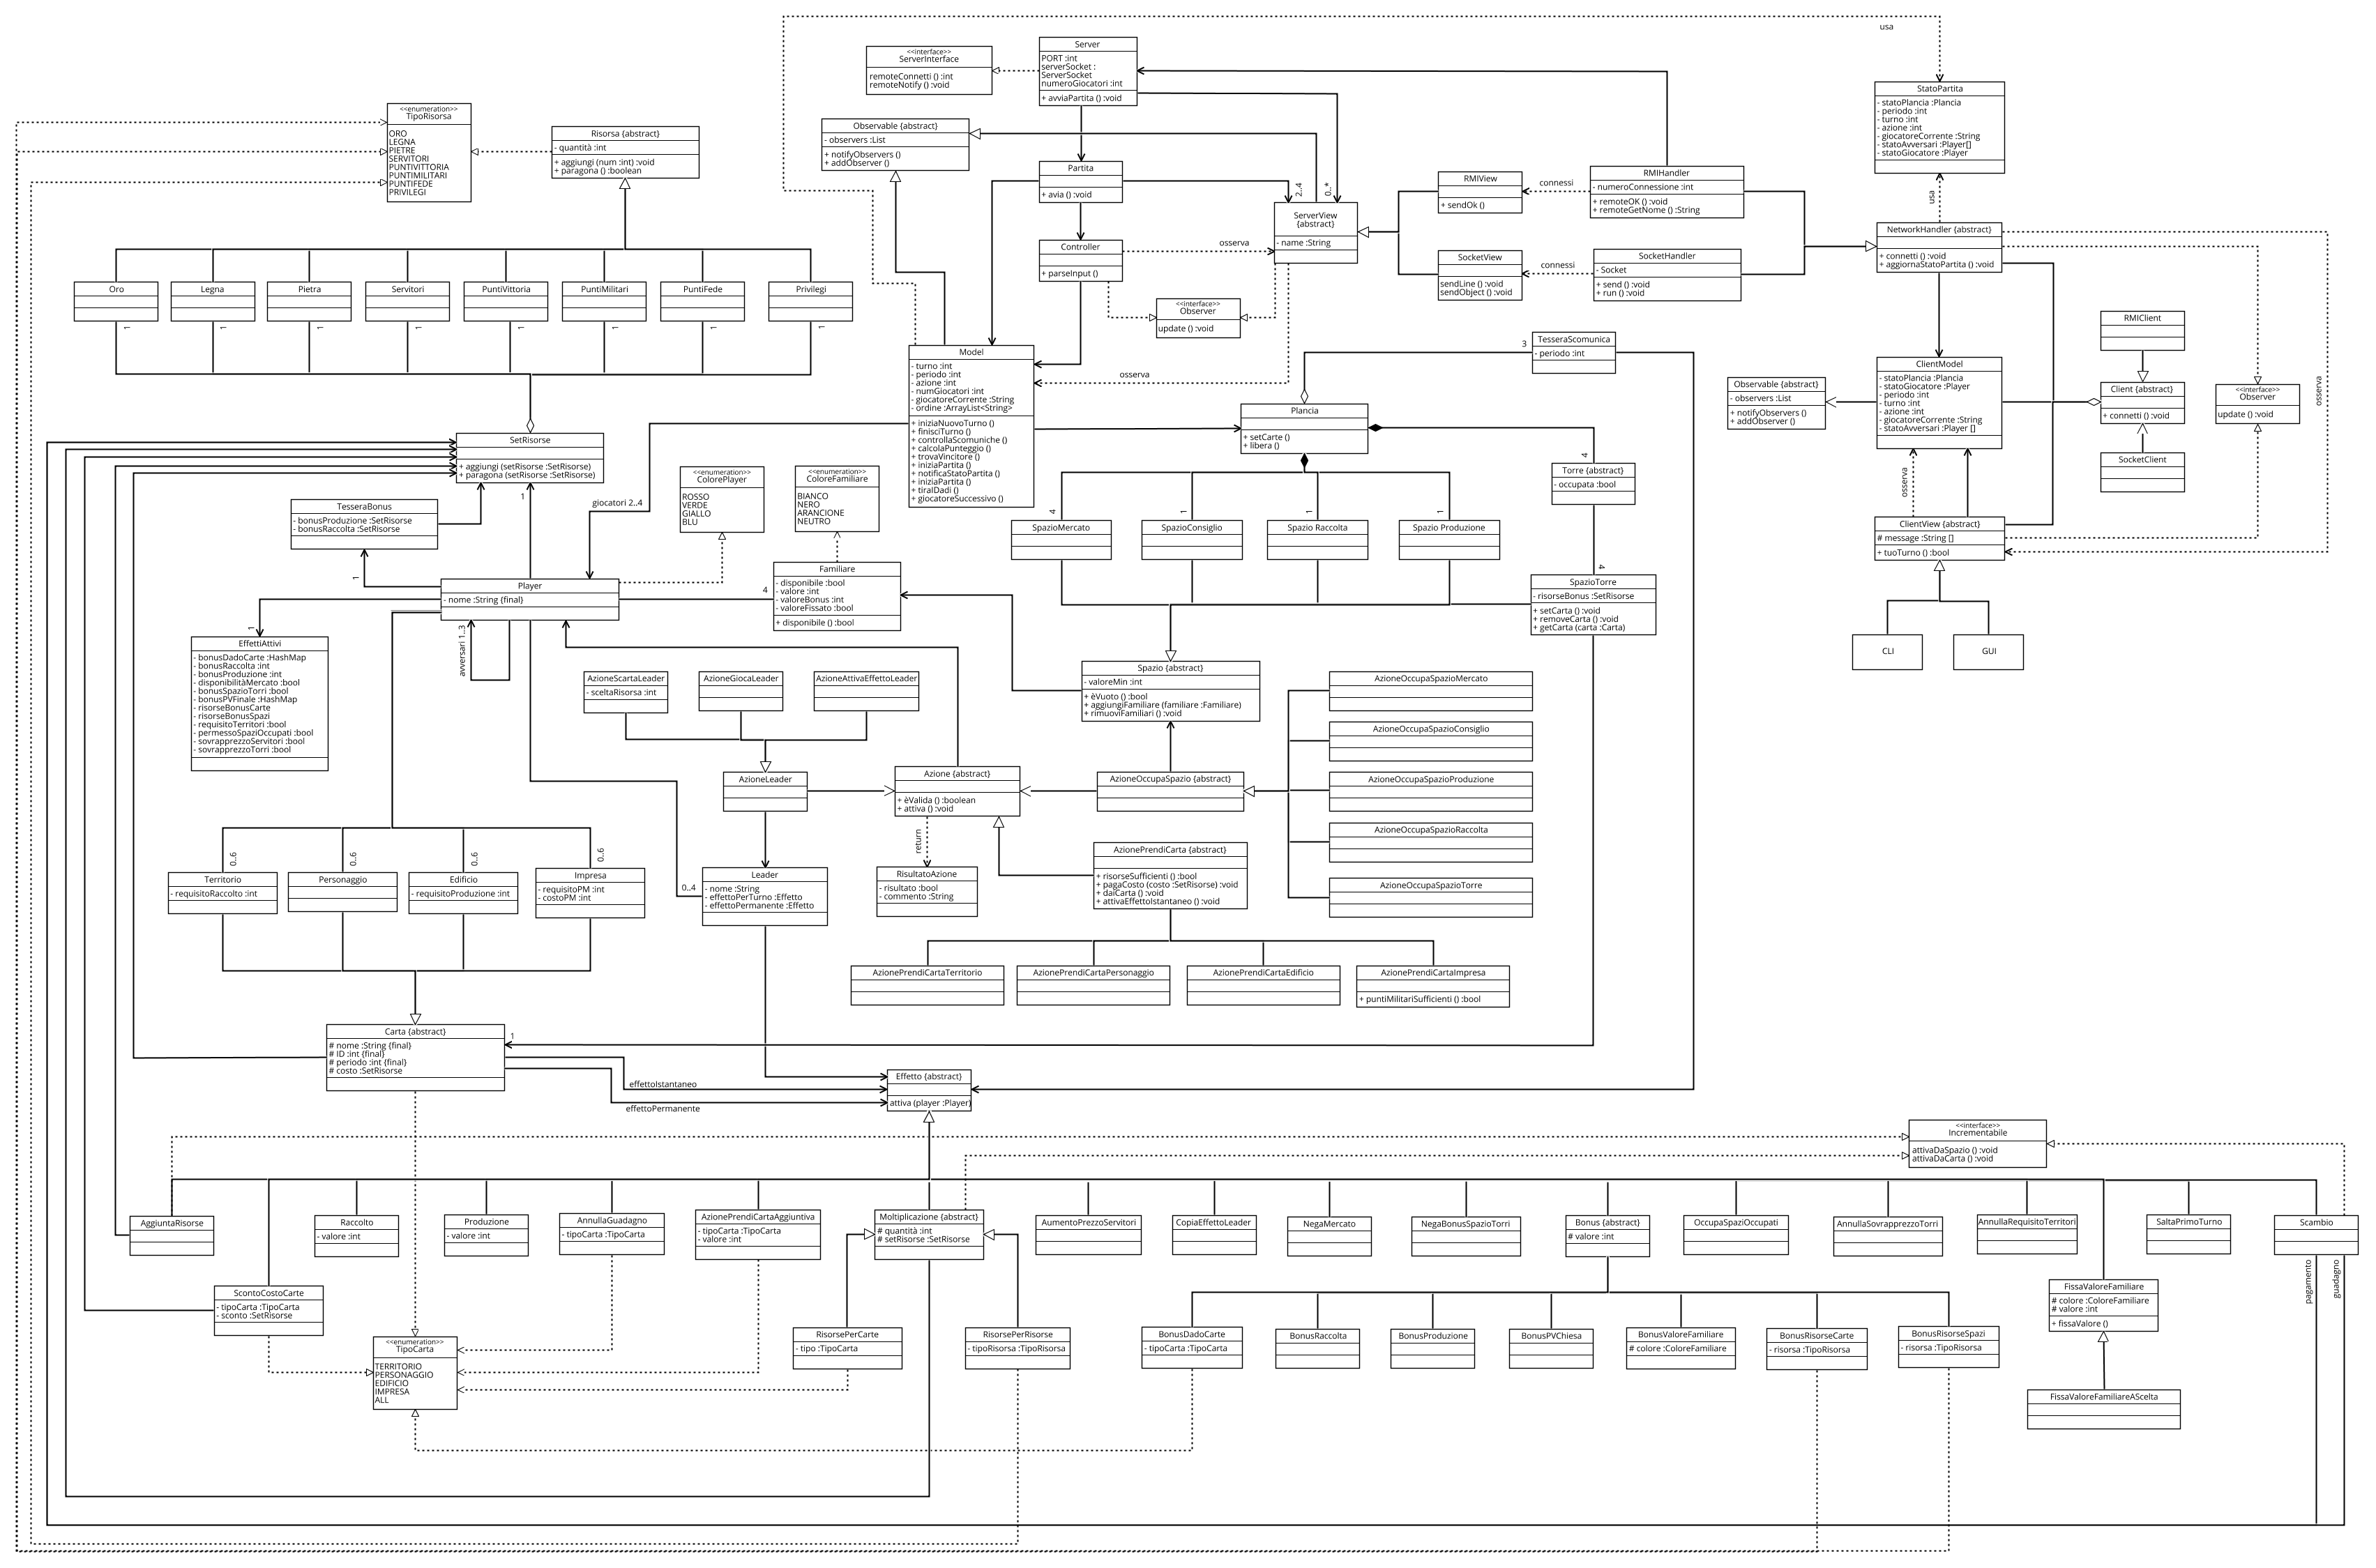 usa
<<interface>>
ServerInterface
remoteConnetti () :int
remoteNotify () :void
Server
PORT :int
serverSocket :
ServerSocket
numeroGiocatori :int
+ avviaPartita () :void
StatoPartita
- statoPlancia :Plancia
- periodo :int
- turno :int
- azione :int
- giocatoreCorrente :String
- statoAvversari :Player[]
- statoGiocatore :Player
<<enumeration>>
TipoRisorsa
ORO
LEGNA
PIETRE
SERVITORI
PUNTIVITTORIA
PUNTIMILITARI
PUNTIFEDE
PRIVILEGI
Risorsa {abstract}
- quantità :int
+ aggiungi (num :int) :void
+ paragona () :boolean
Observable {abstract}
- observers :List
+ notifyObservers ()
+ addObserver ()
Partita
+ avia () :void
2..4
0..*
ServerView
{abstract}
- name :String
RMIView
+ sendOk ()
connessi
RMIHandler
- numeroConnessione :int
+ remoteOK () :void
+ remoteGetNome () :String
usa
NetworkHandler {abstract}
+ connetti () :void
+ aggiornaStatoPartita () :void
Controller
+ parseInput ()
osserva
SocketView
sendLine () :void
sendObject () :void
connessi
SocketHandler
- Socket
+ send () :void
+ run () :void
<<interface>>
Observer
update () :void
Oro
Legna
Pietra
Servitori
PuntiVittoria
PuntiMilitari
PuntiFede
Privilegi
1
1
1
1
1
1
1
1
RMIClient
Model
- turno :int
- periodo :int
- azione :int
- numGiocatori :int
- giocatoreCorrente :String
- ordine :ArrayList<String>
+ iniziaNuovoTurno ()
+ finisciTurno ()
+ controllaScomuniche ()
+ calcolaPunteggio ()
+ trovaVincitore ()
+ iniziaPartita ()
+ notificaStatoPartita ()
+ iniziaPartita ()
+ tiralDadi ()
+ giocatoreSuccessivo ()
osserva
3
TesseraScomunica
- periodo :int
Plancia
+ setCarte ()
+ libera ()
Observable {abstract}
- observers :List
+ notifyObservers ()
+ addObserver ()
ClientModel
- statoPlancia :Plancia
- statoGiocatore :Player
- periodo :int
- turno :int
- azione :int
- giocatoreCorrente :String
- statoAvversari :Player []
Client {abstract}
+ connetti () :void
<<interface>>
Observer
update () :void
osserva
SocketClient
osserva
SetRisorse
+ aggiungi (setRisorse :SetRisorse)
+ paragona (setRisorse :SetRisorse)
1
TesseraBonus
- bonusProduzione :SetRisorse
- bonusRaccolta :SetRisorse
giocatori 2..4
<<enumeration>>
ColorePlayer
ROSSO
VERDE
GIALLO
BLU
<<enumeration>>
ColoreFamiliare
BIANCO
NERO
ARANCIONE
NEUTRO
4
Torre {abstract}
- occupata :bool
4
1
1
1
SpazioMercato
SpazioConsiglio
Spazio Raccolta
Spazio Produzione
ClientView {abstract}
# message :String []
+ tuoTurno () :bool
CLI
GUI
1
Player
- nome :String {final}
4
Familiare
- disponibile :bool
- valore :int
- valoreBonus :int
- valoreFissato :bool
+ disponibile () :bool
4
SpazioTorre
- risorseBonus :SetRisorse
+ setCarta () :void
+ removeCarta () :void
+ getCarta (carta :Carta)
1
EffettiAttivi
- bonusDadoCarte :HashMap
- bonusRaccolta :int
- bonusProduzione :int
- disponibilitàMercato :bool
- bonusSpazioTorri :bool
- bonusPVFinale :HashMap
- risorseBonusCarte
- risorseBonusSpazi
- requisitoTerritori :bool
- permessoSpaziOccupati :bool
- sovrapprezzoServitori :bool
- sovrapprezzoTorri :bool
avversari 1..3
AzioneScartaLeader
- sceltaRisorsa :int
AzioneGiocaLeader
AzioneAttivaEffettoLeader
Spazio {abstract}
- valoreMin :int
+ èVuoto () :bool
+ aggiungiFamiliare (familiare :Familiare)
+ rimuoviFamiliari () :void
AzioneOccupaSpazioMercato
AzioneOccupaSpazioConsiglio
AzioneOccupaSpazioProduzione
AzioneOccupaSpazioRaccolta
AzioneOccupaSpazioTorre
AzioneLeader
Azione {abstract}
+ èValida () :boolean
+ attiva () :void
AzioneOccupaSpazio {abstract}
return
AzionePrendiCarta {abstract}
+ risorseSufficienti () :bool
+ pagaCosto (costo :SetRisorse) :void
+ daiCarta () :void
+ attivaEffettoIstantaneo () :void
0..6
0..6
0..6
0..6
Territorio
- requisitoRaccolto :int
Personaggio
Edificio
- requisitoProduzione :int
Impresa
- requisitoPM :int
- costoPM :int
0..4
Leader
- nome :String
- effettoPerTurno :Effetto
- effettoPermanente :Effetto
RisultatoAzione
- risultato :bool
- commento :String
AzionePrendiCartaTerritorio
AzionePrendiCartaPersonaggio
AzionePrendiCartaEdificio
AzionePrendiCartaImpresa
+ puntiMilitariSufficienti () :bool
Carta {abstract}
# nome :String {final}
# ID :int {final}
# periodo :int {final}
# costo :SetRisorse
1
effettoIstantaneo
effettoPermanente
Effetto {abstract}
attiva (player :Player)
<<interface>>
Incrementabile
attivaDaSpazio () :void
attivaDaCarta () :void
AggiuntaRisorse
Raccolto
- valore :int
Produzione
- valore :int
AnnullaGuadagno
- tipoCarta :TipoCarta
AzionePrendiCartaAggiuntiva
- tipoCarta :TipoCarta
- valore :int
Moltiplicazione {abstract}
# quantità :int
# setRisorse :SetRisorse
AumentoPrezzoServitori
CopiaEffettoLeader
NegaMercato
NegaBonusSpazioTorri
Bonus {abstract}
# valore :int
OccupaSpaziOccupati
AnnullaSovrapprezzoTorri
AnnullaRequisitoTerritori
SaltaPrimoTurno
Scambio
pagamento
guadagno
ScontoCostoCarte
- tipoCarta :TipoCarta
- sconto :SetRisorse
FissaValoreFamiliare
# colore :ColoreFamiliare
# valore :int
+ fissaValore ()
<<enumeration>>
TipoCarta
TERRITORIO
PERSONAGGIO
EDIFICIO
IMPRESA
ALL
RisorsePerCarte
- tipo :TipoCarta
RisorsePerRisorse
- tipoRisorsa :TipoRisorsa
BonusDadoCarte
- tipoCarta :TipoCarta
BonusRaccolta
BonusProduzione
BonusPVChiesa
BonusValoreFamiliare
# colore :ColoreFamiliare
BonusRisorseCarte
- risorsa :TipoRisorsa
BonusRisorseSpazi
- risorsa :TipoRisorsa
FissaValoreFamiliareAScelta